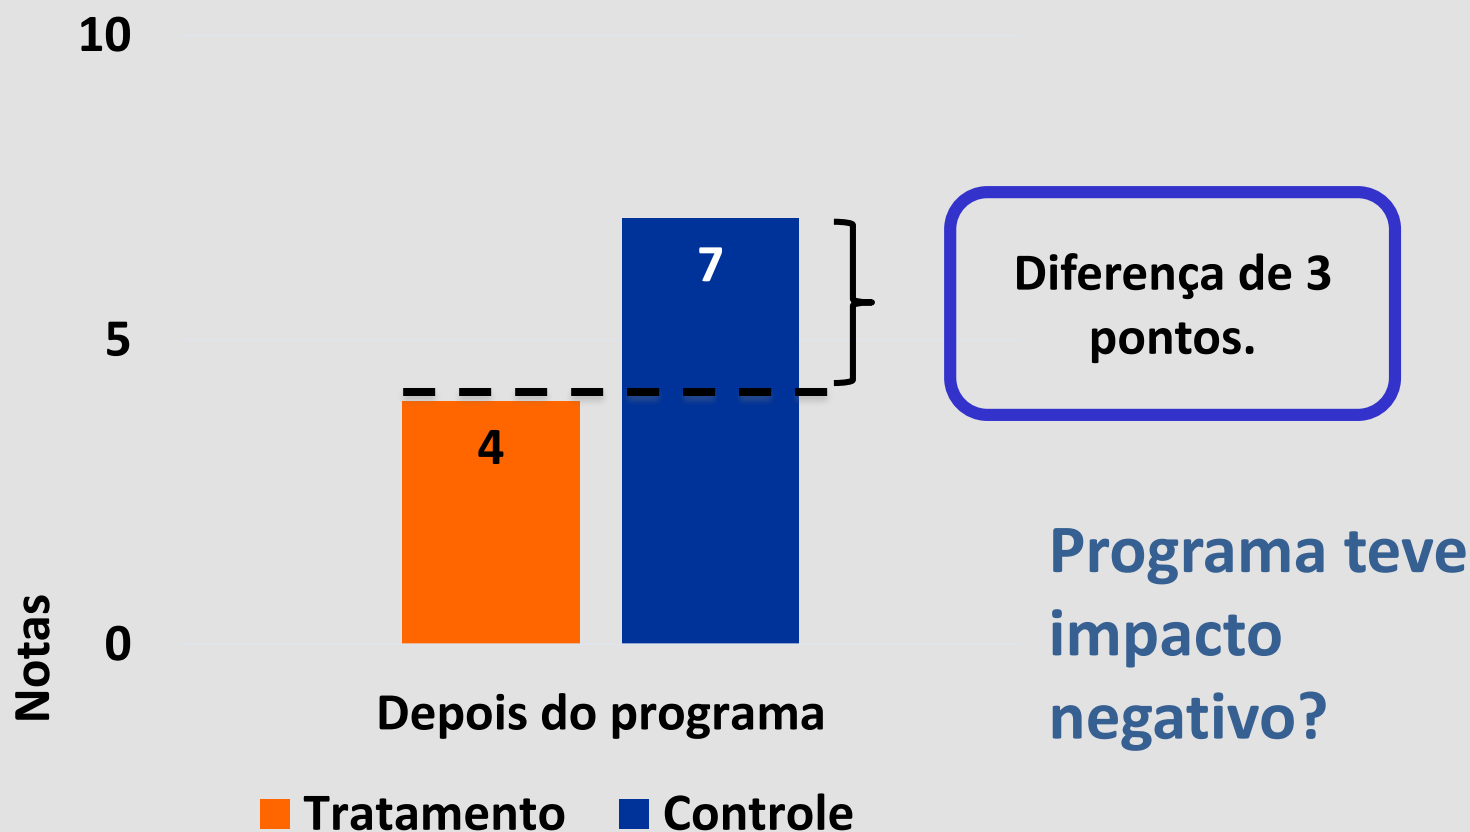 10
5
0
Notas
7
4
Diferença de 3
pontos.
Programa teve
impacto
negativo?
Depois do programa
Tratamento
Controle